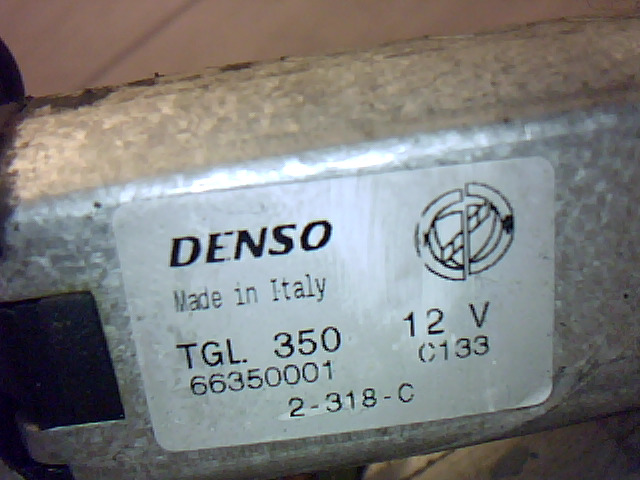 DENSO
Made in Italy
TGL. 350 12 V
66350001 C133
2-318-C